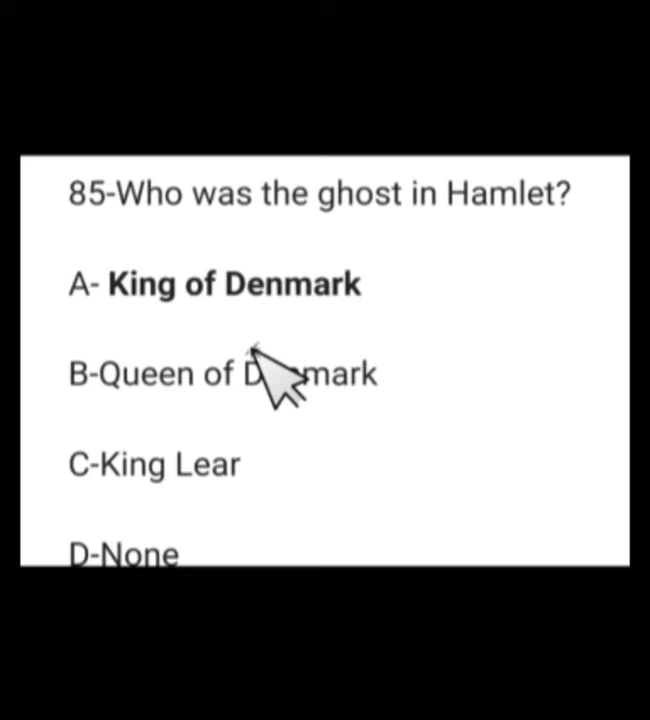 85-Who was the ghost in Hamlet?
A- King of Denmark
B-Queen of
C-King Lear
D-None